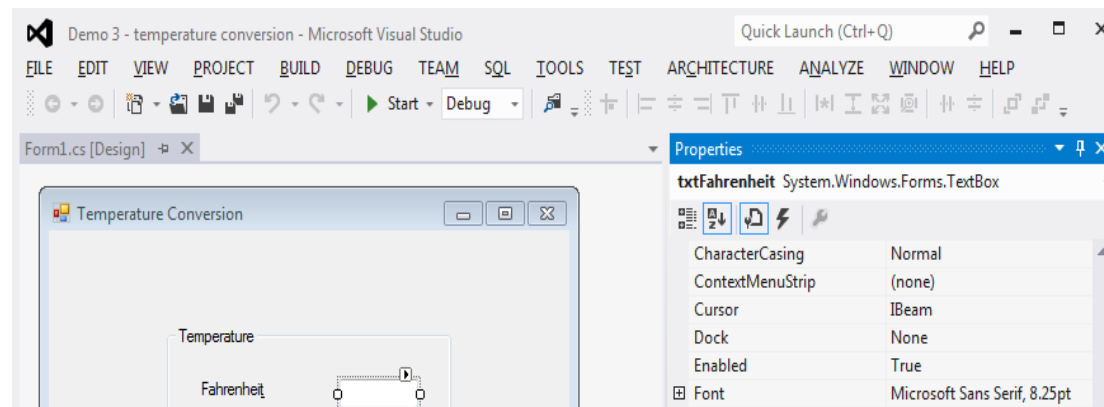 Demo 3 - temperature conversion - Microsoft Visual Studio
Quick Launch (Ctrl+Q)
FILE EDIT VIEW PROJECT BUILD DEBUG TEAM SQL TOOLS TEST ARCHITECTURE ANALYZE WINDOW HELP
Start Debug
Form1.cs [Design]
Properties
txtFahrenheit System.Windows.Forms.TextBox
Temperature Conversion
CharacterCasing Normal
ContextMenuStrip (none)
Cursor IBeam
Temperature
Dock None
Enabled True
Fahrenheit
Font Microsoft Sans Serif, 8.25pt